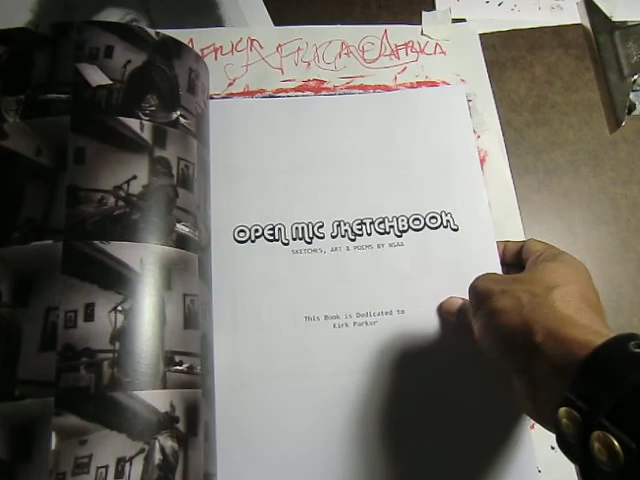 AFRICA AFRICA @ AFRICA
OPEN MIC SKETCHBOOK
SKETCHES, ART & POEMS BY NSAA
This Book is Dedicated to
Kirk Parker